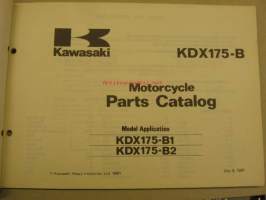 Kawasaki
KDX175-B
Motorcycle
Parts Catalog
Model Application
KDX175-B1
KDX175-B2